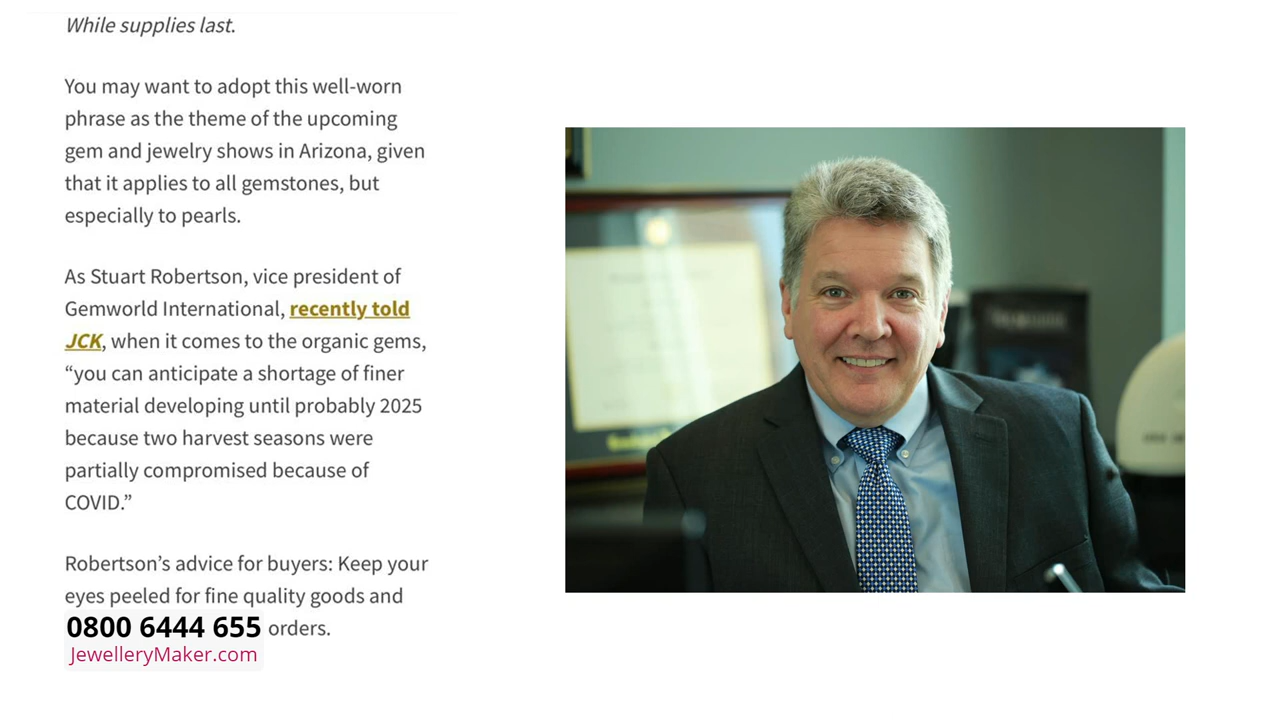 While supplies last.
You may want to adopt this well-worn
phrase as the theme of the upcoming
gem and jewelry shows in Arizona, given
that it applies to all gemstones, but
especially to pearls.
As Stuart Robertson, vice president of
Gemworld International, recently told
JCK, when it comes to the organic gems,
“you can anticipate a shortage of finer
material developing until probably 2025
because two harvest seasons were
partially compromised because of
COVID.”
Robertson’s advice for buyers: Keep your
eyes peeled for fine quality goods and
0800 6444 655 orders.
JewelleryMaker.com